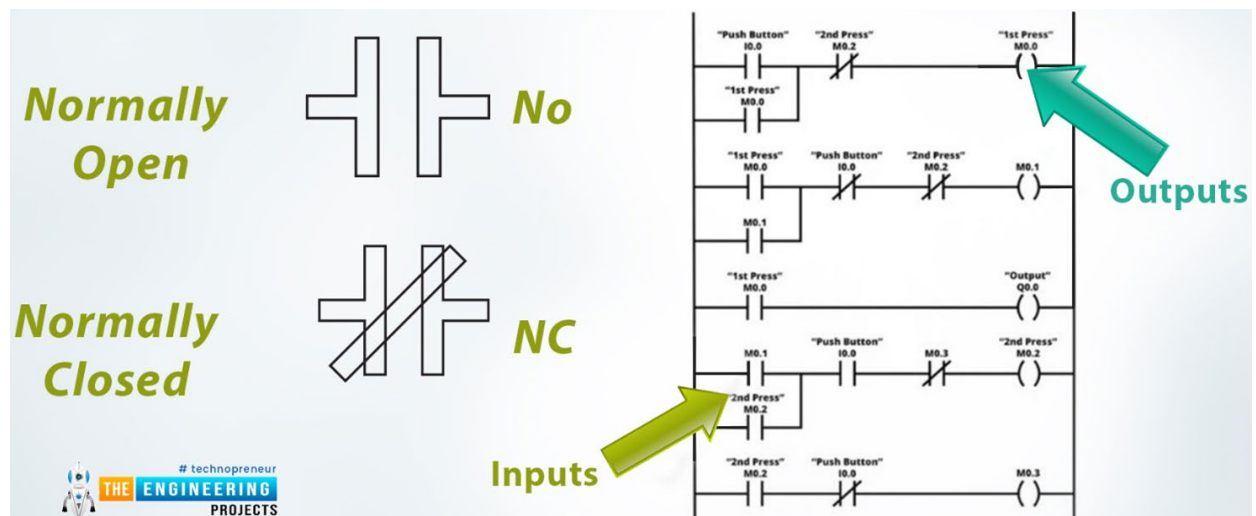 Normally
Open
No
Normally
Closed
NC
# technopreneur
THE ENGINEERING
PROJECTS
"Push Button" "2nd Press" "1st Press"
I0.0 M0.2 M0.0
"1st Press"
M0.0
Outputs
"1st Press" "Push Button" "2nd Press"
M0.0 I0.0 M0.2 M0.1
M0.1
"1st Press" "Output"
M0.0 Q0.0
"Push Button" "2nd Press"
M0.1 I0.0 M0.3 M0.2
2nd Press"
M0.2
Inputs
"2nd Press" "Push Button"
M0.2 I0.0 M0.3